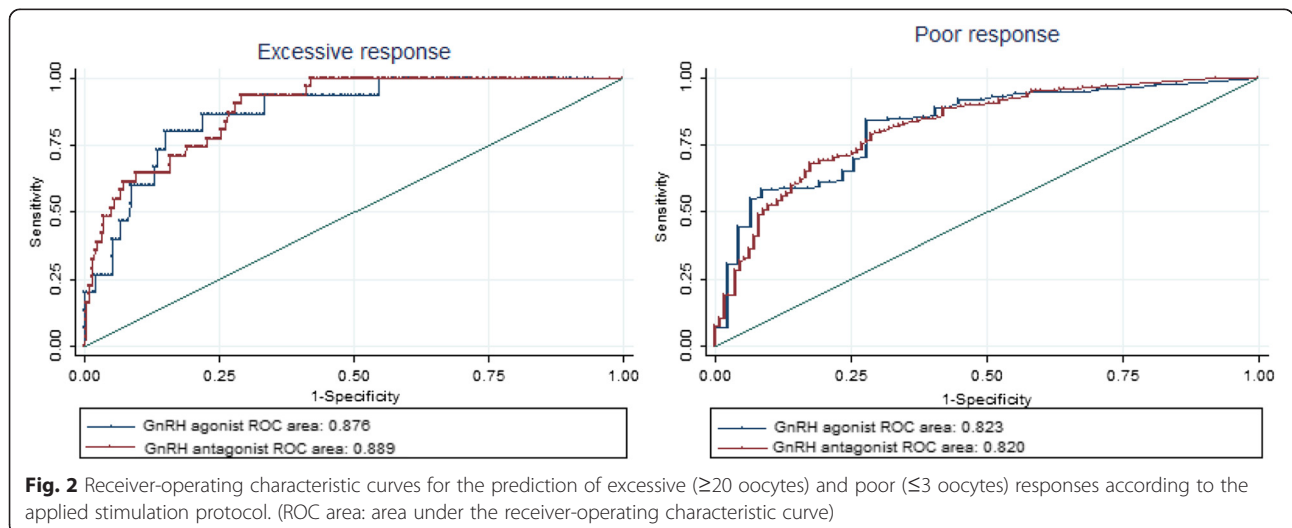 Excessive response
Sensitivity
1.00
0.75
0.50
0.25
0.00
0.00 0.25 0.50 0.75 1.00
1-Specificity
GnRH agonist ROC area: 0.876
GnRH antagonist ROC area: 0.889
Poor response
Sensitivity
1.00
0.75
0.50
0.25
0.00
0.00 0.25 0.50 0.75 1.00
1-Specificity
GnRH agonist ROC area: 0.823
GnRH antagonist ROC area: 0.820
Fig. 2 Receiver-operating characteristic curves for the prediction of excessive (≥20 oocytes) and poor (≤3 oocytes) responses according to the
applied stimulation protocol. (ROC area: area under the receiver-operating characteristic curve)